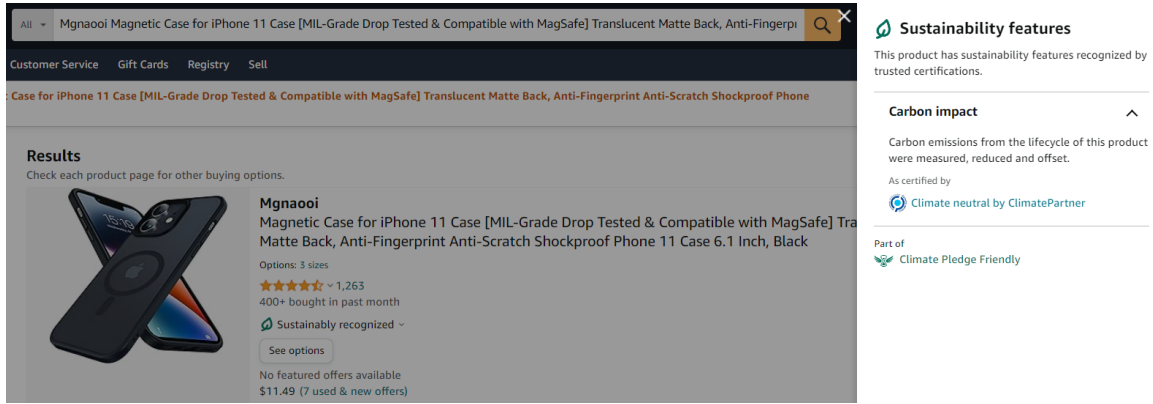 All
Mgnaooi Magnetic Case for iPhone 11 Case [MIL-Grade Drop Tested & Compatible with MagSafe] Translucent Matte Back, Anti-Fingerpr
Customer Service Gift Cards Registry Sell
: Case for iPhone 11 Case [MIL-Grade Drop Tested & Compatible with MagSafe] Translucent Matte Back, Anti-Fingerprint Anti-Scratch Shockproof Phone
Results
Check each product page for other buying options.
15:19
Mgnaooi
Magnetic Case for iPhone 11 Case [MIL-Grade Drop Tested & Compatible with MagSafe] Tra
Matte Back, Anti-Fingerprint Anti-Scratch Shockproof Phone 11 Case 6.1 Inch, Black
Options: 3 sizes
1,263
400+ bought in past month
Sustainably recognized
See options
No featured offers available
$11.49 (7 used & new offers)
Sustainability features
This product has sustainability features recognized by
trusted certifications.
Carbon impact
Carbon emissions from the lifecycle of this product
were measured, reduced and offset.
As certified by
Climate neutral by ClimatePartner
Part of
Climate Pledge Friendly